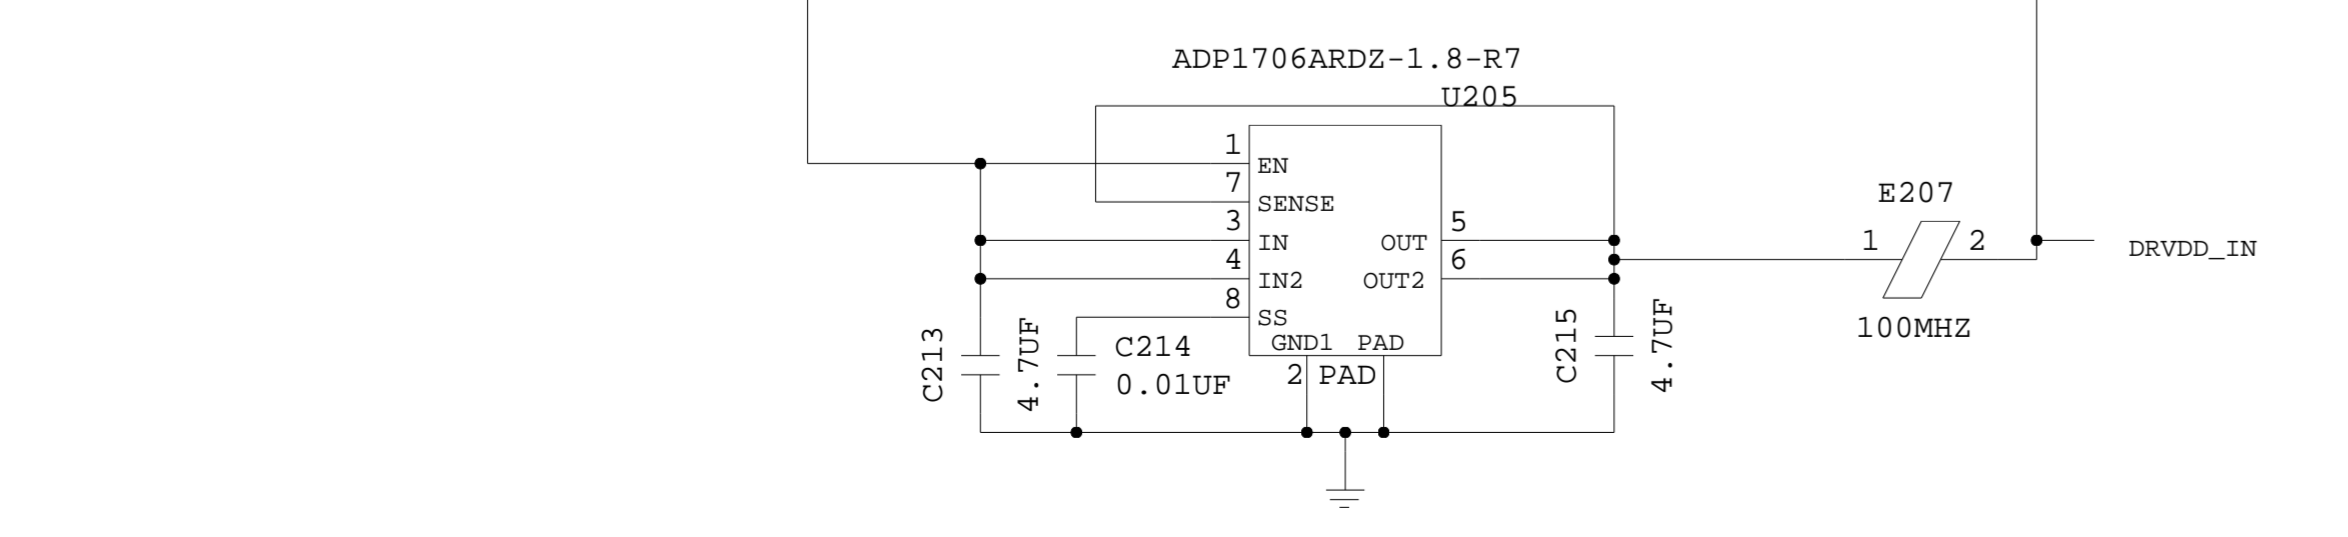 ADP1706ARDZ-1.8-R7
U205
1
EN
7
SENSE
3
IN
4
IN2
8
SS
OUT
5
OUT2
6
GND1
PAD
2
PAD
C213
4.7UF
C214
0.01UF
C215
4.7UF
E207
1
2
100MHZ
DRVDD_IN